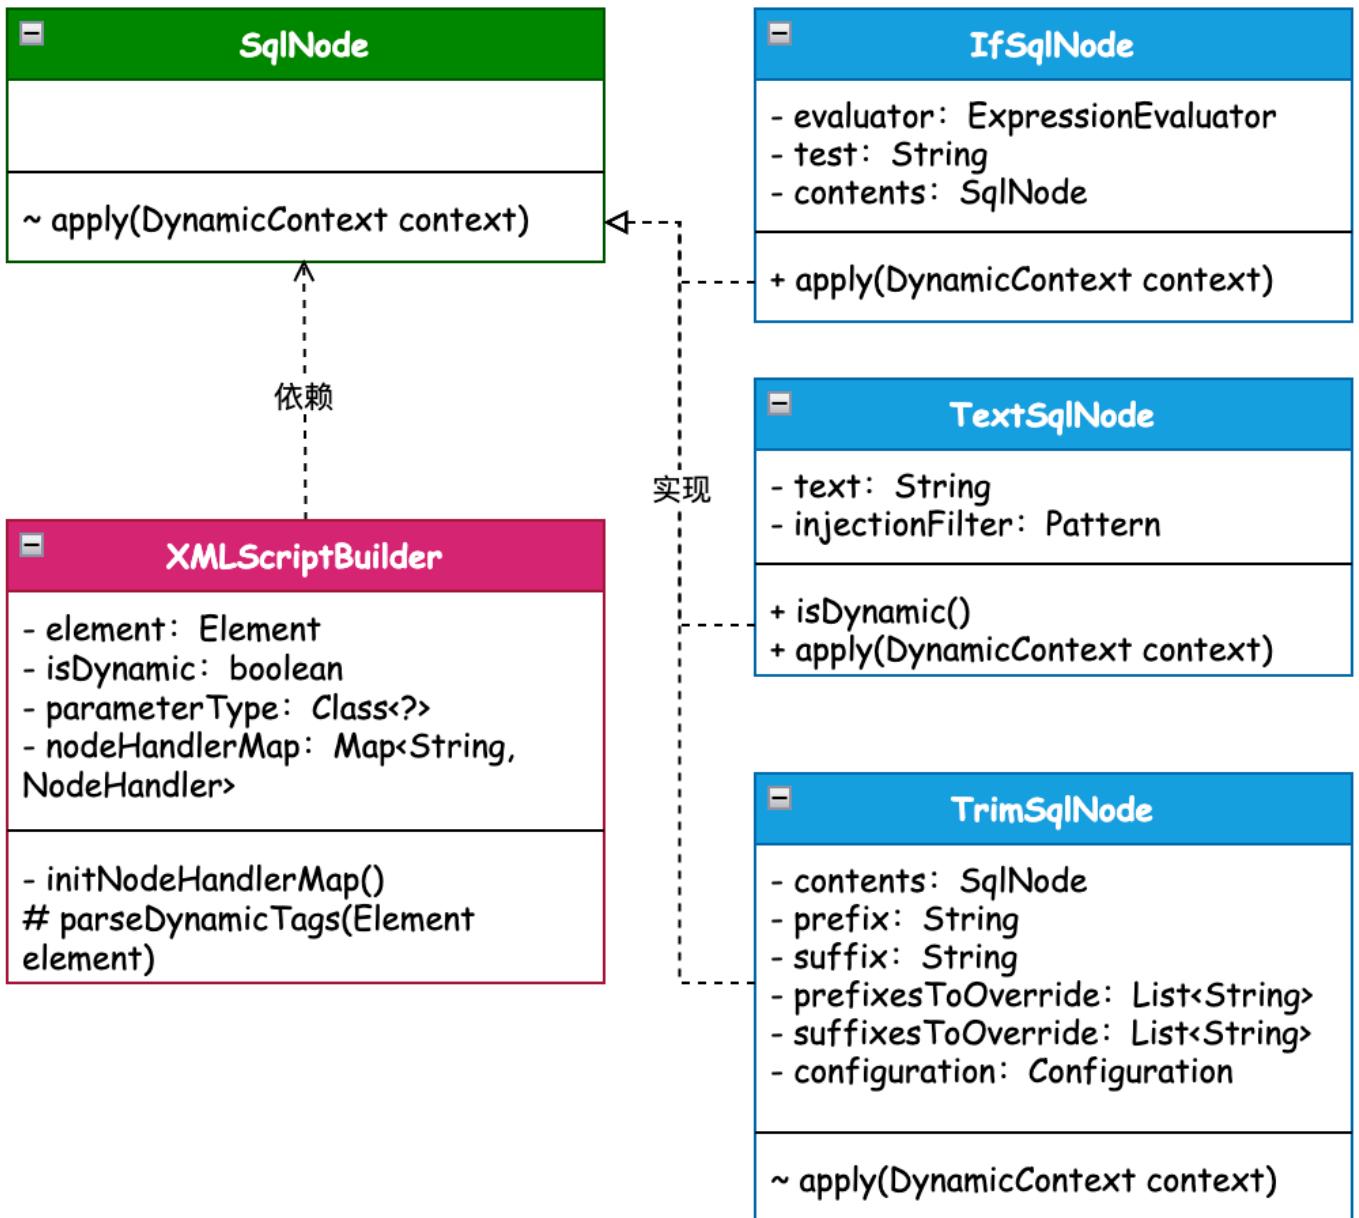 SqlNode
~ apply(DynamicContext context)
依赖
XMLScriptBuilder
- element： Element
- isDynamic： boolean
- parameterType： Class<?>
- nodeHandlerMap： Map<String,
NodeHandler>
- initNodeHandlerMap()
# parseDynamicTags(Element
element)
实现
IfSqlNode
- evaluator： ExpressionEvaluator
- test： String
- contents： SqlNode
+ apply(DynamicContext context)
TextSqlNode
- text： String
- injectionFilter： Pattern
+ isDynamic()
+ apply(DynamicContext context)
TrimSqlNode
- contents： SqlNode
- prefix： String
- suffix： String
- prefixesToOverride： List<String>
- suffixesToOverride： List<String>
- configuration： Configuration
~ apply(DynamicContext context)